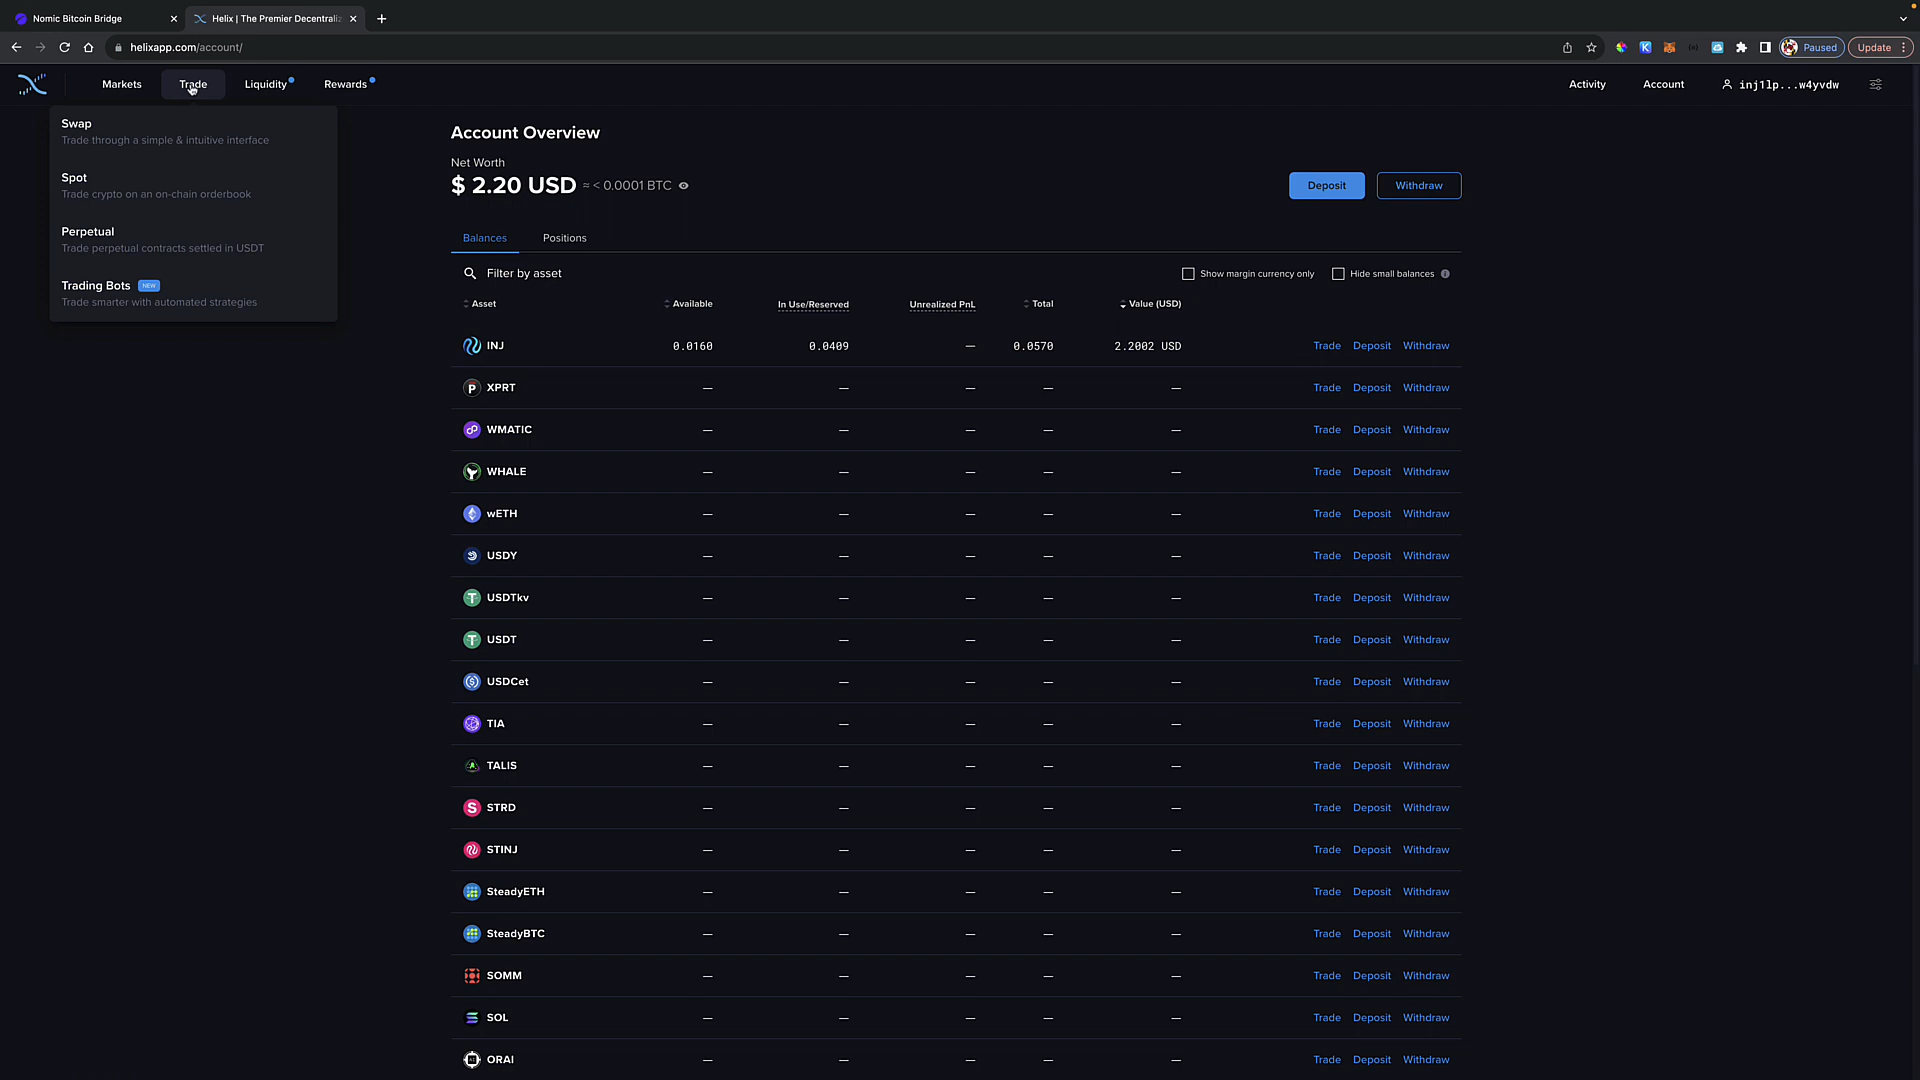 Nomic Bitcoin Bridge
Helix | The Premier Decentraliz
helixapp.com/account/
Paused
Update
Markets
Trade
Liquidity
Rewards
Activity
Account
inj1lp...w4yvdw
Swap
Trade through a simple & intuitive interface
Spot
Trade crypto on an on-chain orderbook
Perpetual
Trade perpetual contracts settled in USDT
Trading Bots NEW
Trade smarter with automated strategies
Account Overview
Net Worth
$ 2.20 USD ≈ < 0.0001 BTC
Deposit
Withdraw
Balances
Positions
Filter by asset
Show margin currency only
Hide small balances
Asset Available In Use/Reserved Unrealized PnL Total Value (USD)
INJ 0.0160 0.0409 — 0.0570 2.2002 USD Trade Deposit Withdraw
XPRT — — — — — Trade Deposit Withdraw
WMATIC — — — — — Trade Deposit Withdraw
WHALE — — — — — Trade Deposit Withdraw
wETH — — — — — Trade Deposit Withdraw
USDY — — — — — Trade Deposit Withdraw
USDTkv — — — — — Trade Deposit Withdraw
USDT — — — — — Trade Deposit Withdraw
USDCet — — — — — Trade Deposit Withdraw
TIA — — — — — Trade Deposit Withdraw
TALIS — — — — — Trade Deposit Withdraw
STRD — — — — — Trade Deposit Withdraw
STINJ — — — — — Trade Deposit Withdraw
SteadyETH — — — — — Trade Deposit Withdraw
SteadyBTC — — — — — Trade Deposit Withdraw
SOMM — — — — — Trade Deposit Withdraw
SOL — — — — — Trade Deposit Withdraw
ORAI — — — — — Trade Deposit Withdraw